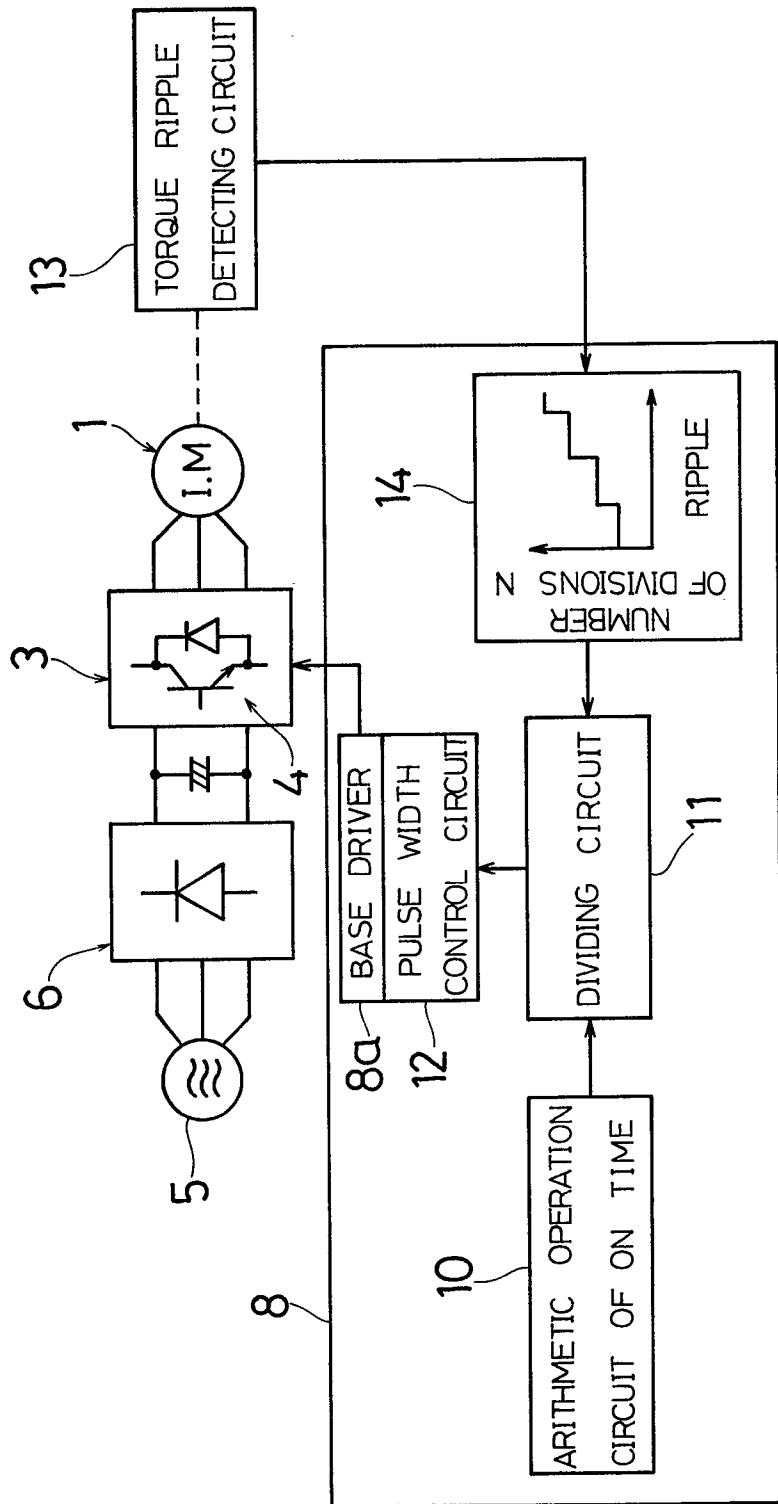 13
TORQUE RIPPLE
DETECTING CIRCUIT
1
I.M
3
4
6
5
8
14
NUMBER
OF DIVISIONS N
RIPPLE
8a
BASE DRIVER
12
PULSE WIDTH
CONTROL CIRCUIT
DIVIDING CIRCUIT
11
10
ARITHMETIC OPERATION
CIRCUIT OF ON TIME